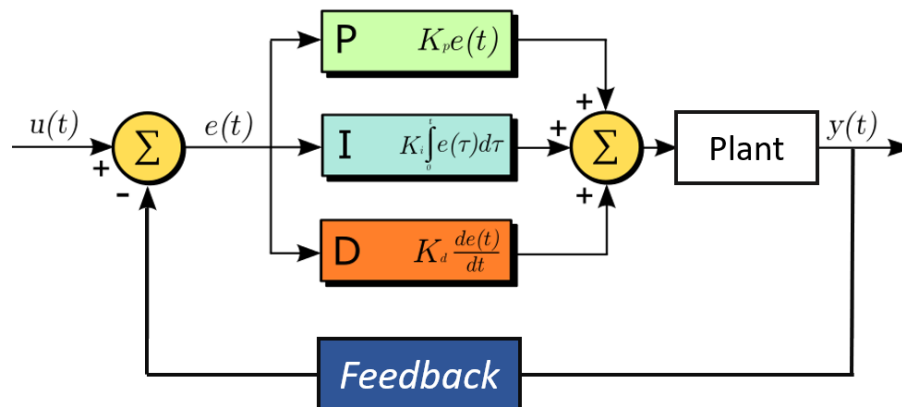 P K_p e(t)
u(t) + - Σ e(t)
I K_i ∫_0^t e(τ)dτ
+ + + Σ
Plant y(t)
D K_d de(t)/dt
Feedback